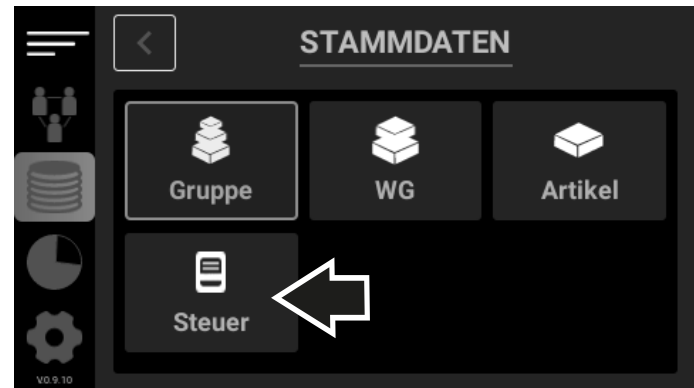 STAMMDATEN
Gruppe
WG
Artikel
Steuer
V0.9.10